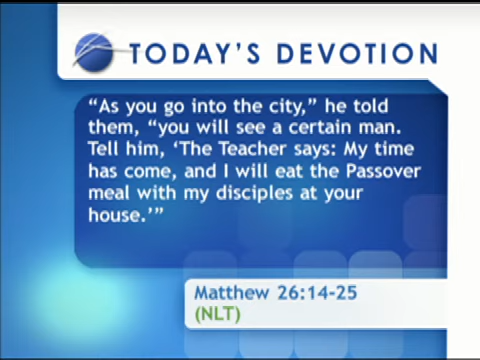 TODAY'S DEVOTION
“As you go into the city,” he told
them, “you will see a certain man.
Tell him, ‘The Teacher says: My time
has come, and I will eat the Passover
meal with my disciples at your
house.’”
Matthew 26:14-25
(NLT)